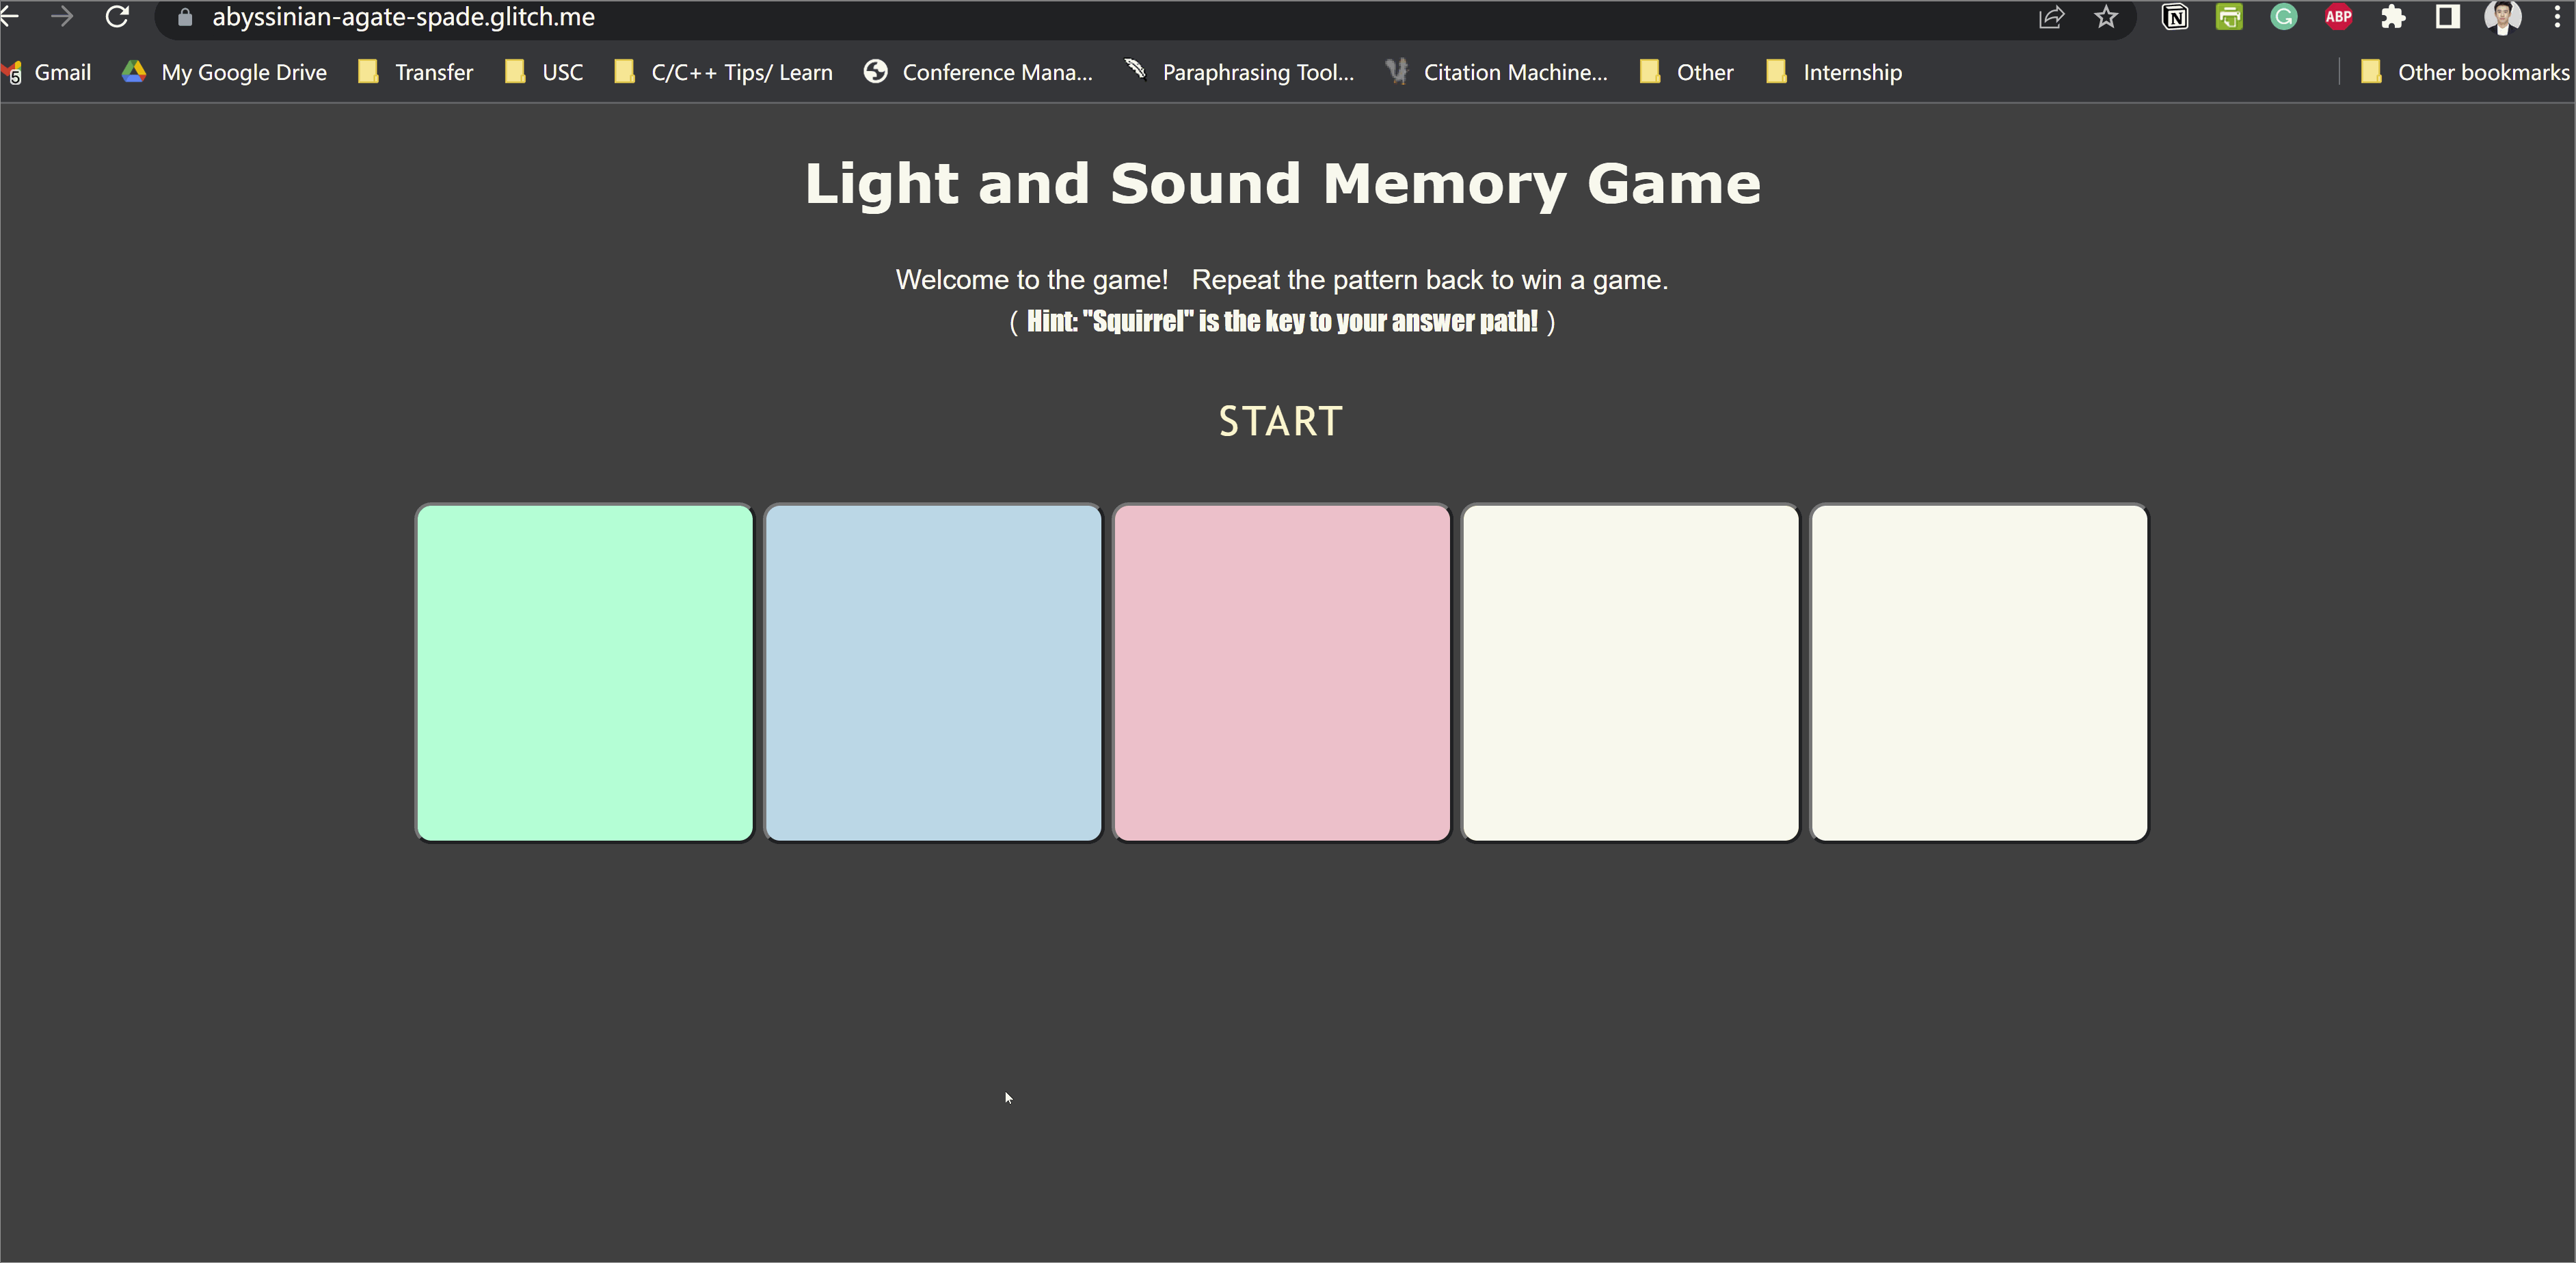 abyssinian-agate-spade.glitch.me
N
G
ABP
5 Gmail My Google Drive Transfer USC C/C++ Tips/ Learn Conference Mana... Paraphrasing Tool... Citation Machine... Other Internship Other bookmarks
Light and Sound Memory Game
Welcome to the game! Repeat the pattern back to win a game.
( Hint: "Squirrel" is the key to your answer path! )
START